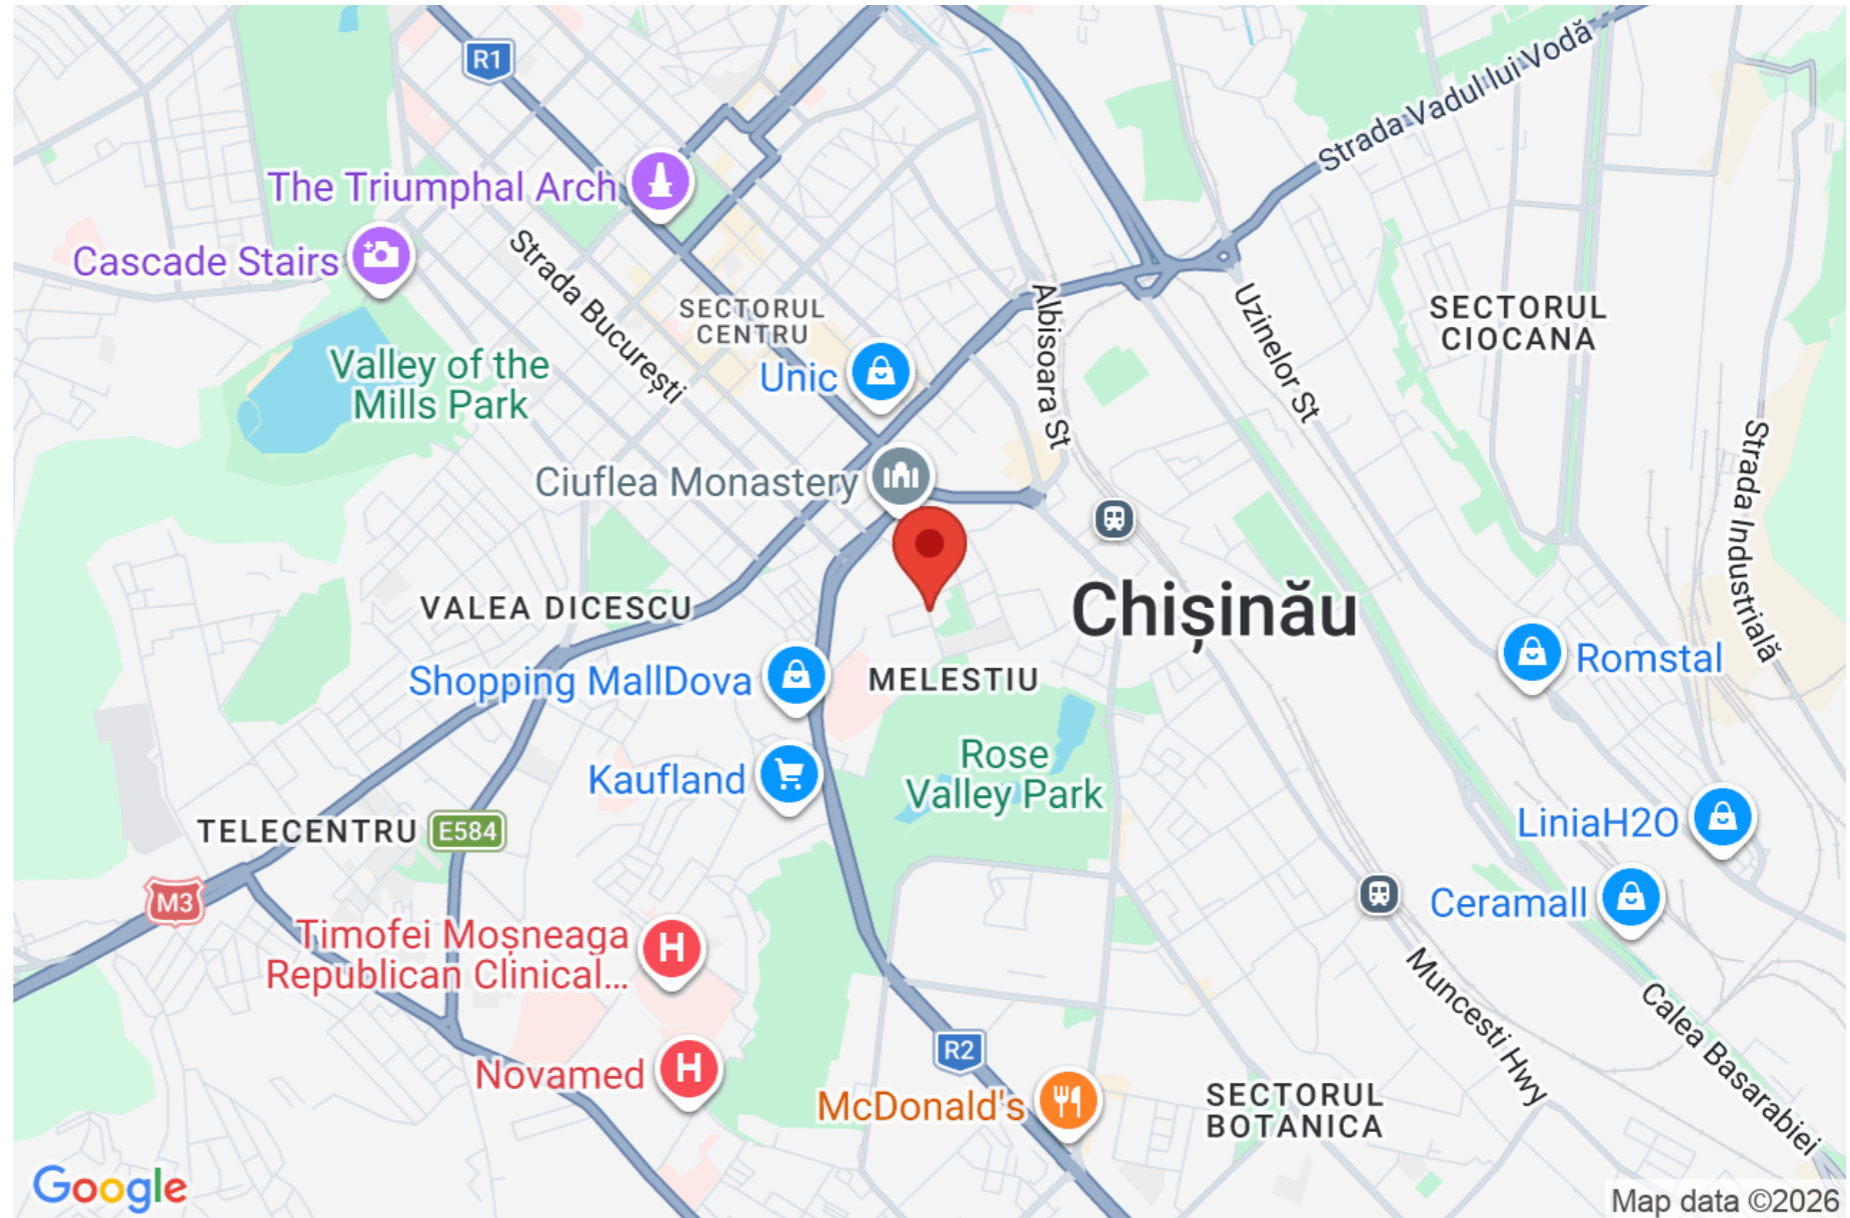 R1
Strada Vadul lui Vodă
The Triumphal Arch
Cascade Stairs
Strada București
SECTORUL
CENTRU
Albisoara St
Uzinelor St
SECTORUL
CIOCANA
Valley of the
Mills Park
Unic
Ciuflea Monastery
Strada Industrială
VALEA DICESCU
Chișinău
Shopping MallDova
MELESTIU
Romstal
Rose
Valley Park
Kaufland
TELECENTRU
E584
LiniaH2O
M3
Ceramall
Timofei Moșneaga
Republican Clinical...
Muncesti Hwy
Calea Basarabiei
R2
Novamed
McDonald's
SECTORUL
BOTANICA
Google
Map data ©2026